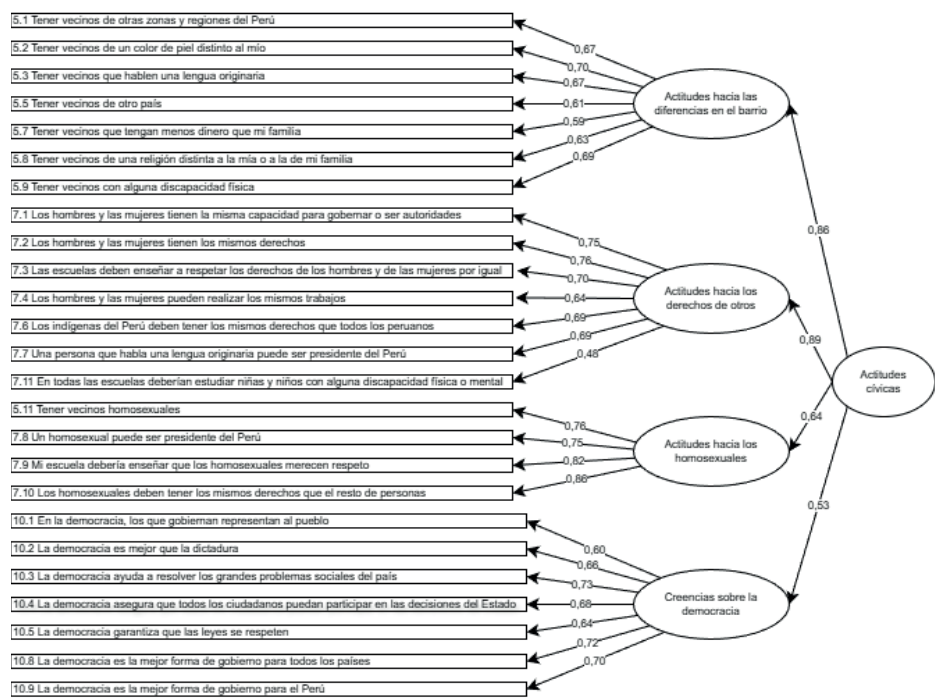 5.1 Tener vecinos de otras zonas y regiones del Perú
5.2 Tener vecinos de un color de piel distinto al mío
5.3 Tener vecinos que hablen una lengua originaria
5.5 Tener vecinos de otro país
5.7 Tener vecinos que tengan menos dinero que mi familia
5.8 Tener vecinos de una religión distinta a la mía o a la de mi familia
5.9 Tener vecinos con alguna discapacidad física
0,67
0,70
0,67
0,61
0,59
0,63
0,69
Actitudes hacia las
diferencias en el barrio
7.1 Los hombres y las mujeres tienen la misma capacidad para gobernar o ser autoridades
7.2 Los hombres y las mujeres tienen los mismos derechos
7.3 Las escuelas deben enseñar a respetar los derechos de los hombres y de las mujeres por igual
7.4 Los hombres y las mujeres pueden realizar los mismos trabajos
7.6 Los indígenas del Perú deben tener los mismos derechos que todos los peruanos
7.7 Una persona que habla una lengua originaria puede ser presidente del Perú
7.11 En todas las escuelas deberían estudiar niñas y niños con alguna discapacidad física o mental
0,75
0,76
0,70
0,64
0,69
0,69
0,48
Actitudes hacia los
derechos de otros
5.11 Tener vecinos homosexuales
7.8 Un homosexual puede ser presidente del Perú
7.9 Mi escuela debería enseñar que los homosexuales merecen respeto
7.10 Los homosexuales deben tener los mismos derechos que el resto de personas
0,76
0,75
0,82
0,86
Actitudes hacia los
homosexuales
10.1 En la democracia, los que gobiernan representan al pueblo
10.2 La democracia es mejor que la dictadura
10.3 La democracia ayuda a resolver los grandes problemas sociales del país
10.4 La democracia asegura que todos los ciudadanos puedan participar en las decisiones del Estado
10.5 La democracia garantiza que las leyes se respeten
10.8 La democracia es la mejor forma de gobierno para todos los países
10.9 La democracia es la mejor forma de gobierno para el Perú
0,60
0,66
0,73
0,68
0,64
0,72
0,70
Creencias sobre la
democracia
0,86
0,89
0,64
0,53
Actitudes
cívicas